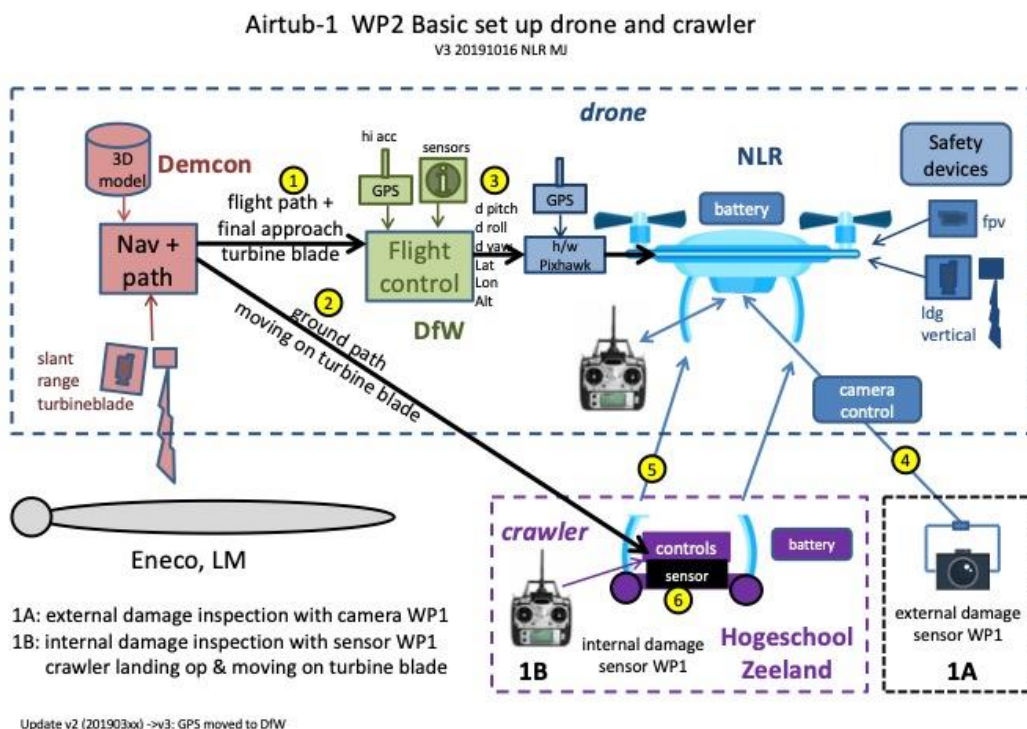 Airtub-1 WP2 Basic set up drone and crawler
V3 20191016 NLR MJ
drone
3D
model
Demcon
Nav +
path
slant
range
turbineblade
1
flight path +
final approach
turbine blade
2
ground path
moving on turbine blade
hi acc
GPS
sensors
Flight
control
DfW
3
d pitch
d roll
d yaw
Lat
Lon
Alt
GPS
h/w
Pixhawk
NLR
battery
Safety
devices
fpv
ldg
vertical
camera
control
4
5
Eneco, LM
crawler
controls
sensor
6
battery
internal damage
sensor WP1
Hogeschool
Zeeland
1B
external damage
sensor WP1
1A
1A: external damage inspection with camera WP1
1B: internal damage inspection with sensor WP1
crawler landing op & moving on turbine blade
Update v2 (201903xx) ->v3: GPS moved to DfW